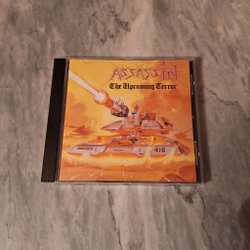 ASSASSIN
The Upcoming Terror
410